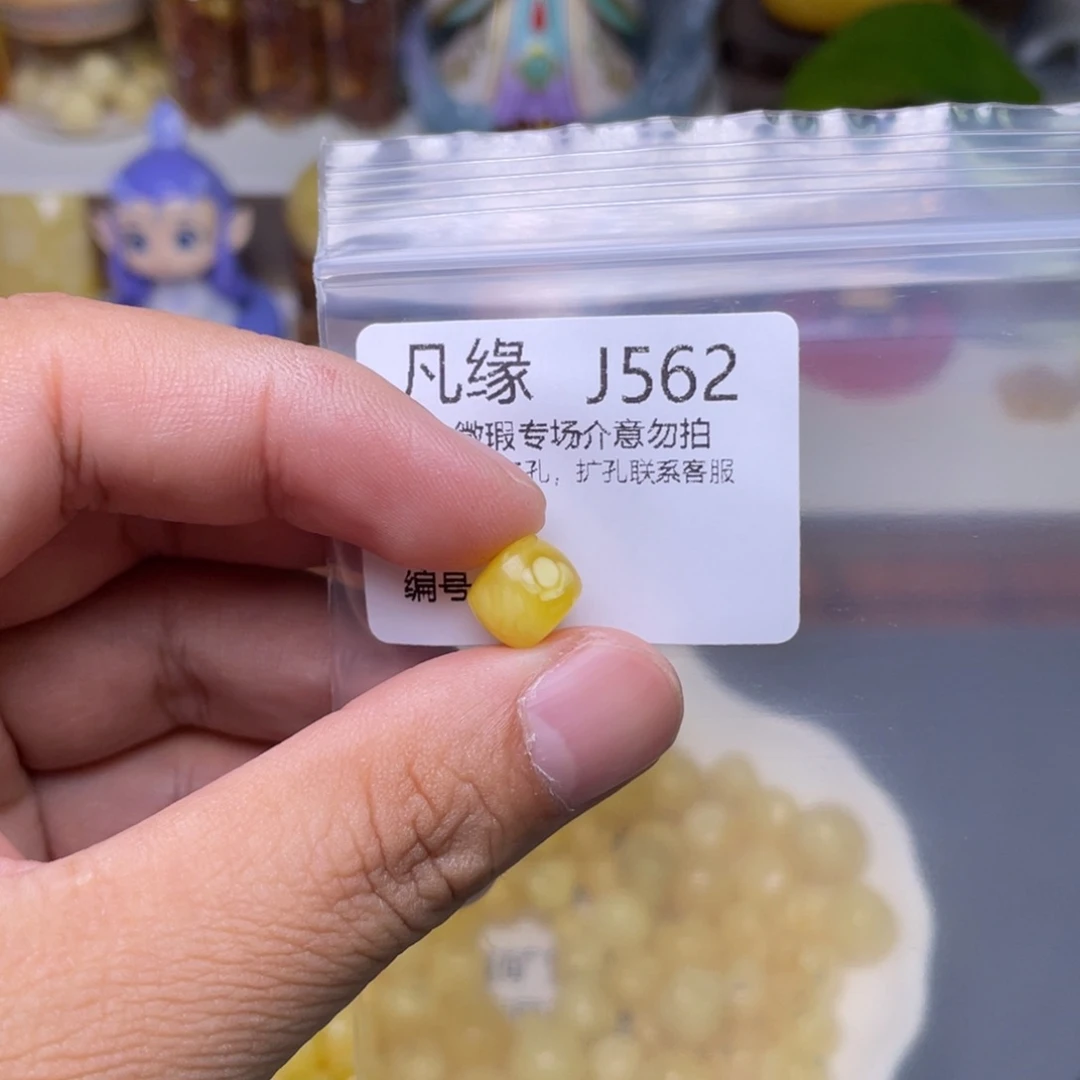 凡缘 J562
微瑕专场介意勿拍
孔，扩孔联系客服
编号